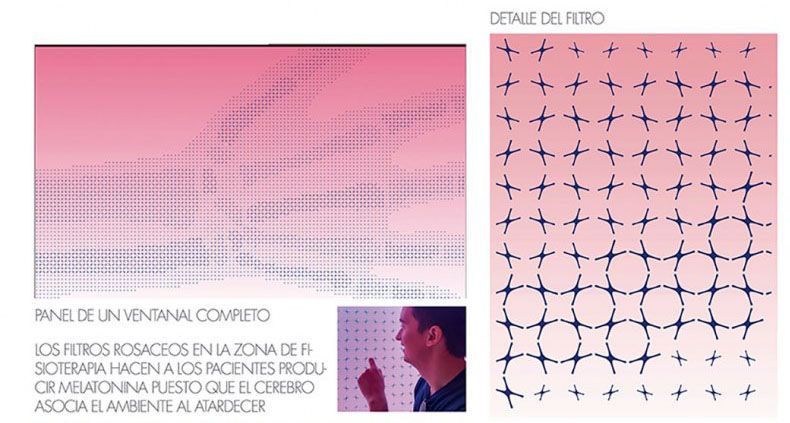 DETALLE DEL FILTRO
PANEL DE UN VENTANAL COMPLETO
LOS FILTROS ROSACEOS EN LA ZONA DE FI-
SIOTERAPIA HACEN A LOS PACIENTES PRODU-
CIR MELATONINA PUESTO QUE EL CEREBRO
ASOCIA EL AMBIENTE AL ATARDECER